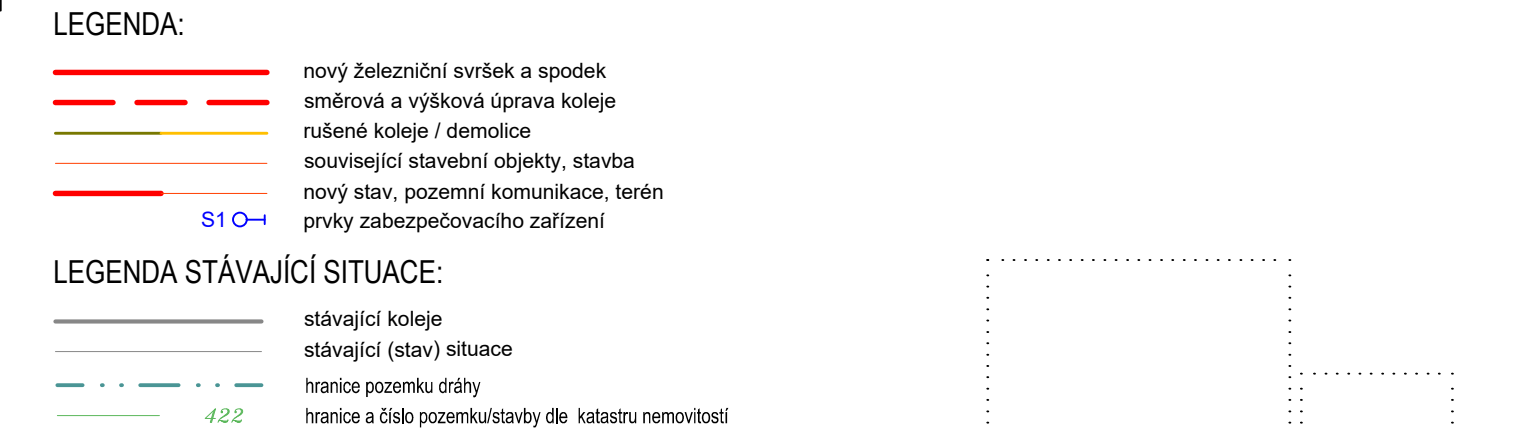 LEGENDA:
nový železniční svršek a spodek
směrová a výšková úprava koleje
rušené koleje / demolice
související stavební objekty, stavba
nový stav, pozemní komunikace, terén
S1 prvky zabezpečovacího zařízení
LEGENDA STÁVAJÍCÍ SITUACE:
stávající koleje
stávající (stav) situace
hranice pozemku dráhy
422 hranice a číslo pozemku/stavby dle katastru nemovitostí